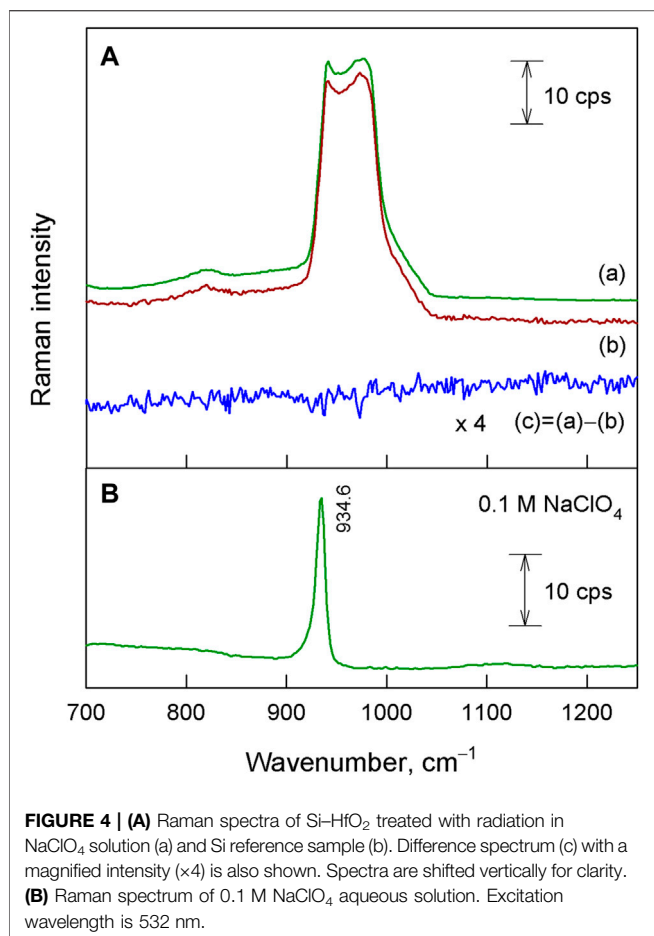 A
10 cps
(a)
(b)
x 4 (c)=(a)–(b)
Raman intensity
B
934.6
0.1 M NaClO₄
10 cps
700 800 900 1000 1100 1200
Wavenumber, cm⁻¹
FIGURE 4 | (A) Raman spectra of Si–HfO₂ treated with radiation in
NaClO₄ solution (a) and Si reference sample (b). Difference spectrum (c) with a
magnified intensity (×4) is also shown. Spectra are shifted vertically for clarity.
(B) Raman spectrum of 0.1 M NaClO₄ aqueous solution. Excitation
wavelength is 532 nm.